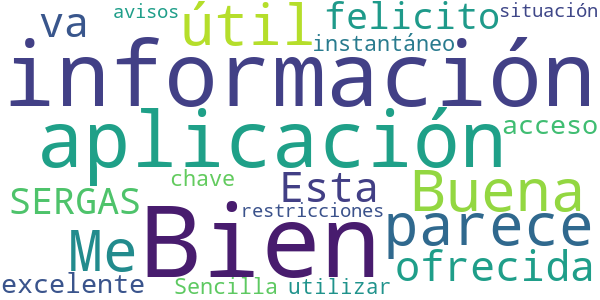 avisos
situación
va
útil
felicito
instantáneo
información
aplicación
acceso
chave
Esta
Buena
SERGAS
restricciones
Me
Bien
parece
ofrecida
excelente
Sencilla
utilizar